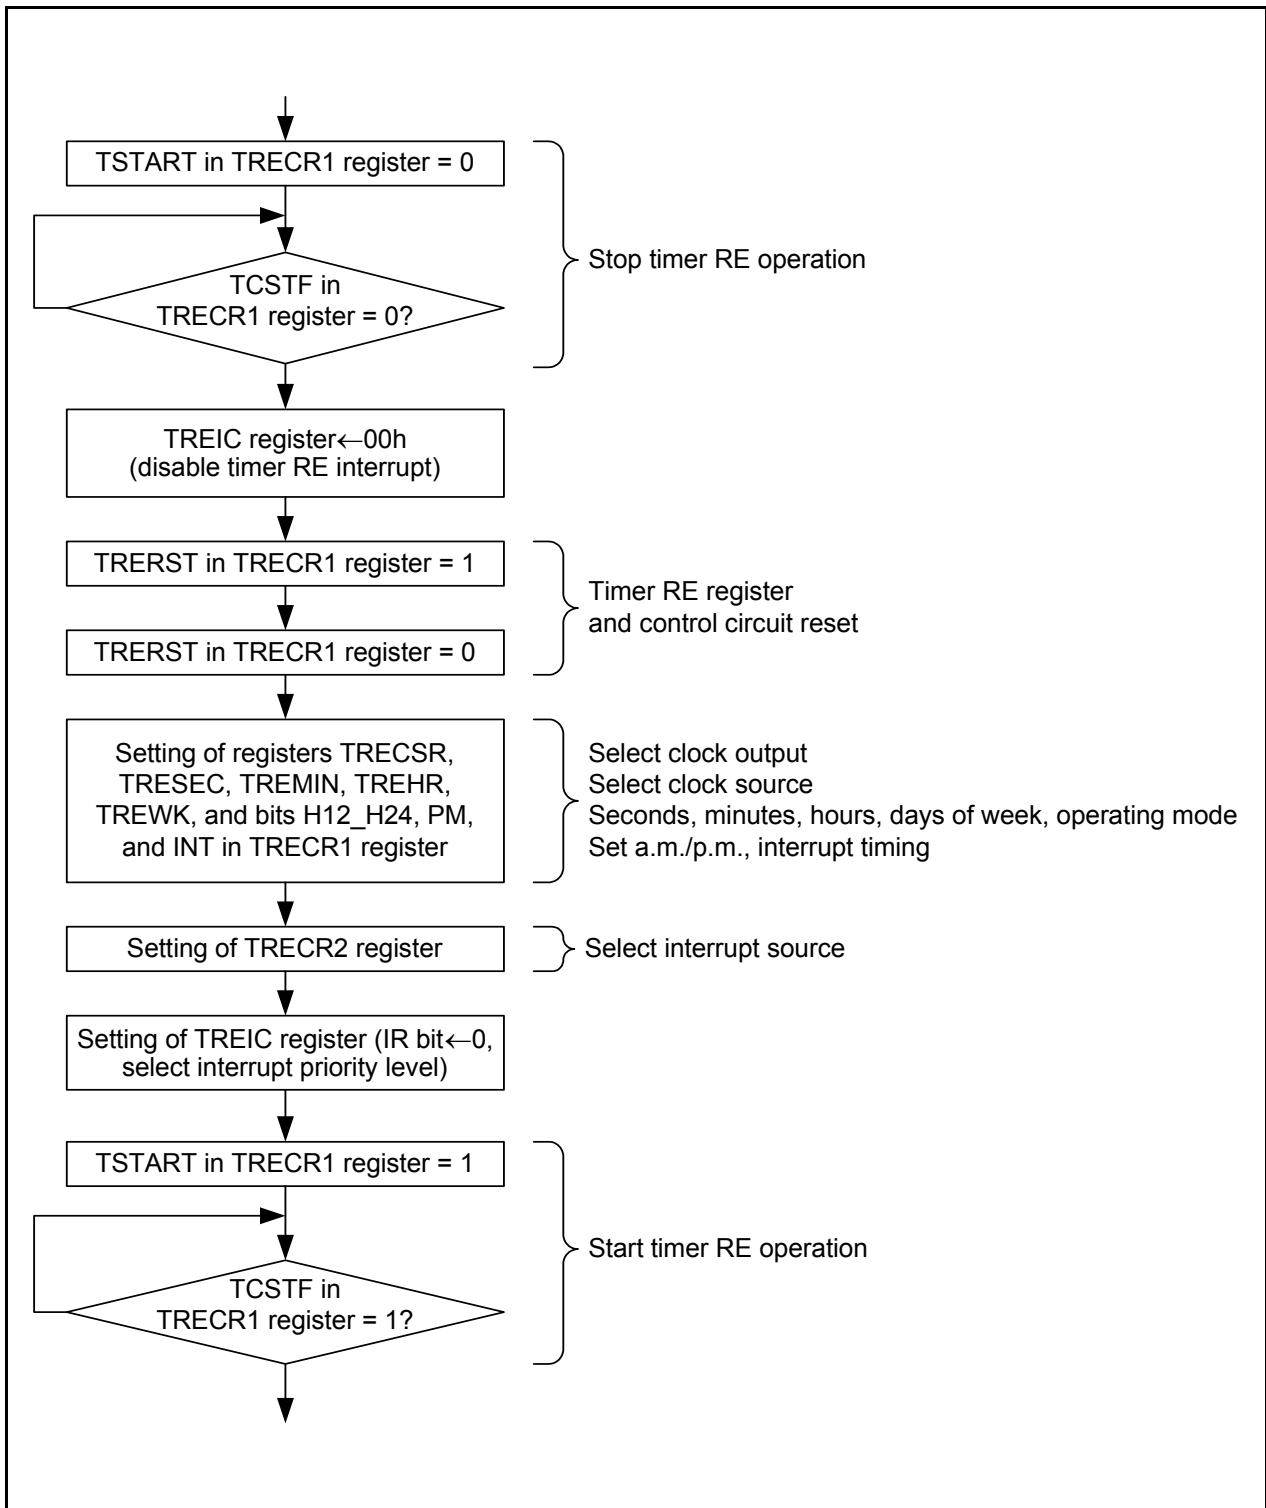 TSTART in TRECR1 register = 0
TCSTF in
TRECR1 register = 0?
Stop timer RE operation
TREIC register←00h
(disable timer RE interrupt)
TRERST in TRECR1 register = 1
TRERST in TRECR1 register = 0
Timer RE register
and control circuit reset
Setting of registers TRECSR,
TRESEC, TREMIN, TREHR,
TREWK, and bits H12_H24, PM,
and INT in TRECR1 register
Select clock output
Select clock source
Seconds, minutes, hours, days of week, operating mode
Set a.m./p.m., interrupt timing
Setting of TRECR2 register
Select interrupt source
Setting of TREIC register (IR bit←0,
select interrupt priority level)
TSTART in TRECR1 register = 1
TCSTF in
TRECR1 register = 1?
Start timer RE operation